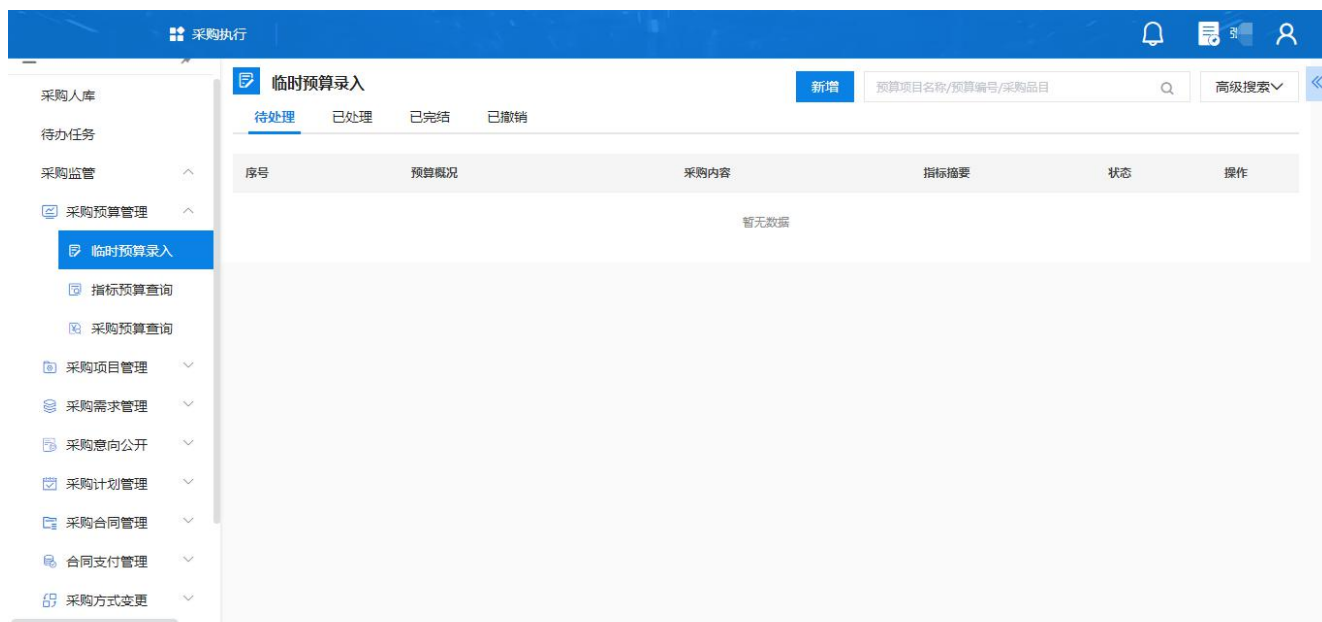 采购执行
采购人库
待办任务
采购监管
采购预算管理
临时预算录入
指标预算查询
采购预算查询
采购项目管理
采购需求管理
采购意向公开
采购计划管理
采购合同管理
合同支付管理
采购方式变更
临时预算录入
新增 预算项目名称/预算编号/采购品目 高级搜索
待处理 已处理 已完结 已撤销
序号 预算概况 采购内容 指标摘要 状态 操作
暂无数据